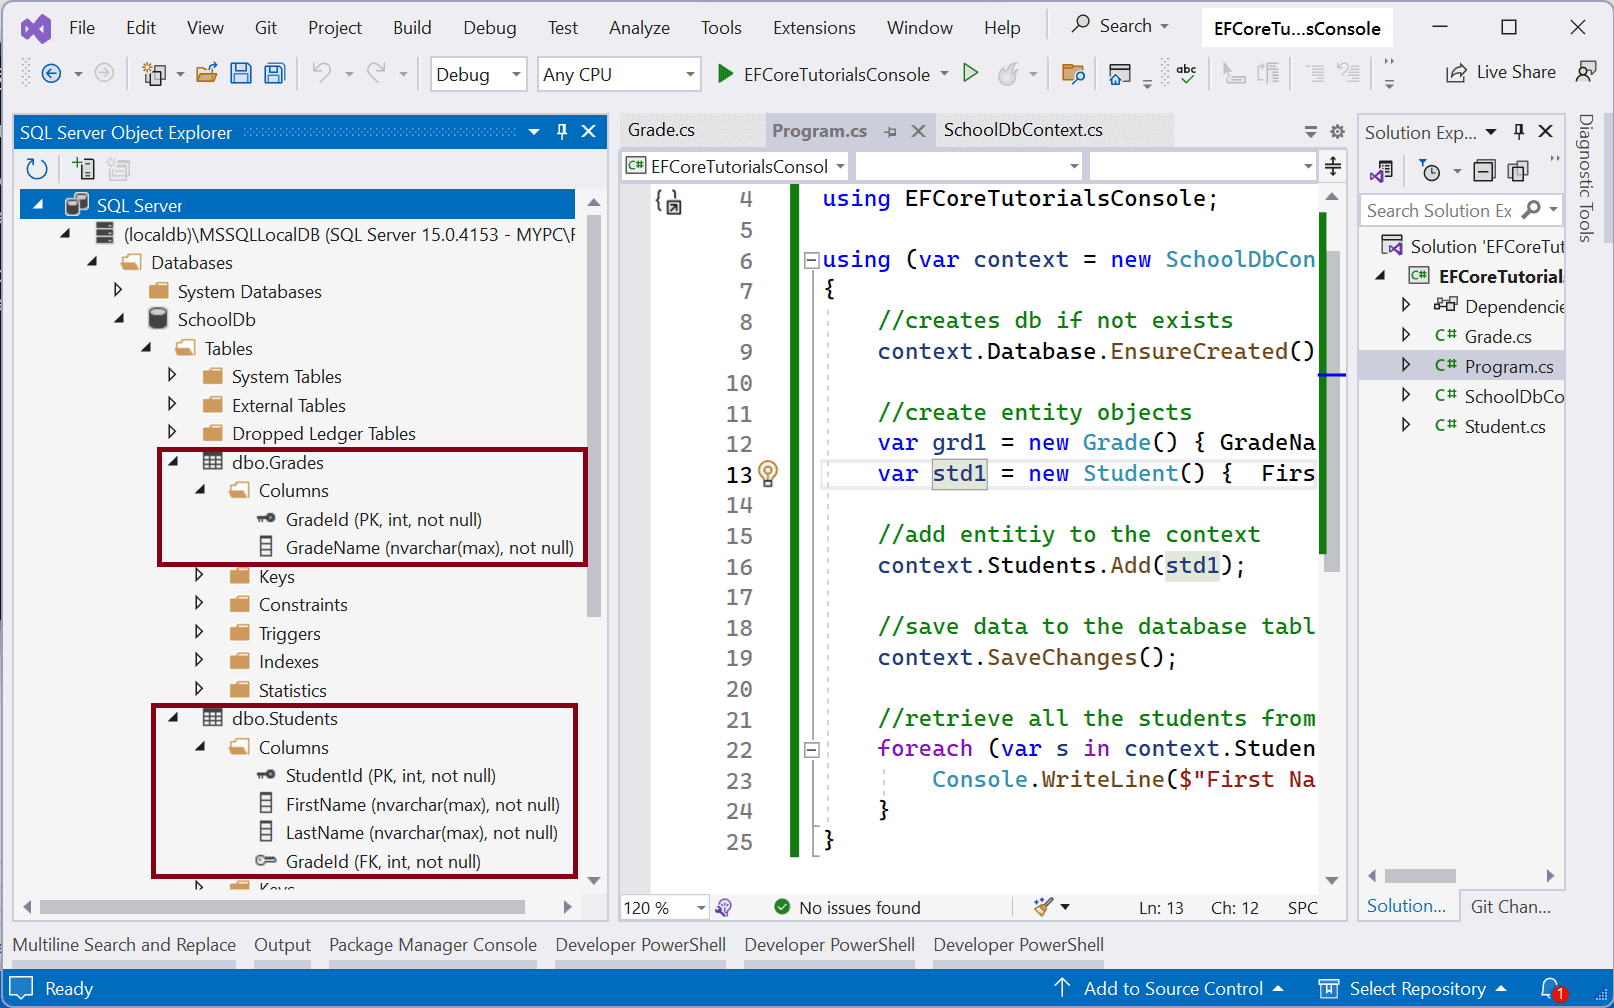 File Edit View Git Project Build Debug Test Analyze Tools Extensions Window Help Search EFCoreTu...sConsole
Debug Any CPU EFCoreTutorialsConsole abc Live Share
SQL Server Object Explorer
SQL Server
(localdb)\MSSQLLocalDB (SQL Server 15.0.4153 - MYPC\
Databases
System Databases
SchoolDb
Tables
System Tables
External Tables
Dropped Ledger Tables
dbo.Grades
Columns
GradeId (PK, int, not null)
GradeName (nvarchar(max), not null)
Keys
Constraints
Triggers
Indexes
Statistics
dbo.Students
Columns
StudentId (PK, int, not null)
FirstName (nvarchar(max), not null)
LastName (nvarchar(max), not null)
GradeId (FK, int, not null)
Keys
Grade.cs Program.cs SchoolDbContext.cs
C# EFCoreTutorialsConsol
4 using EFCoreTutorialsConsole;
5
6 using (var context = new SchoolDbCon
7 {
8 //creates db if not exists
9 context.Database.EnsureCreated()
10
11 //create entity objects
12 var grd1 = new Grade() { GradeNa
13 var std1 = new Student() { Firs
14
15 //add entitiy to the context
16 context.Students.Add(std1);
17
18 //save data to the database tabl
19 context.SaveChanges();
20
21 //retrieve all the students from
22 foreach (var s in context.Studen
23 Console.WriteLine($"First Na
24 }
25 }
120 % No issues found Ln: 13 Ch: 12 SPC
Solution Exp...
Search Solution Ex
Solution 'EFCoreTut
C# EFCoreTutorial
Dependencie
C# Grade.cs
C# Program.cs
C# SchoolDbCo
C# Student.cs
Solution... Git Chan...
Diagnostic Tools
Multiline Search and Replace Output Package Manager Console Developer PowerShell Developer PowerShell Developer PowerShell
Ready Add to Source Control Select Repository 1